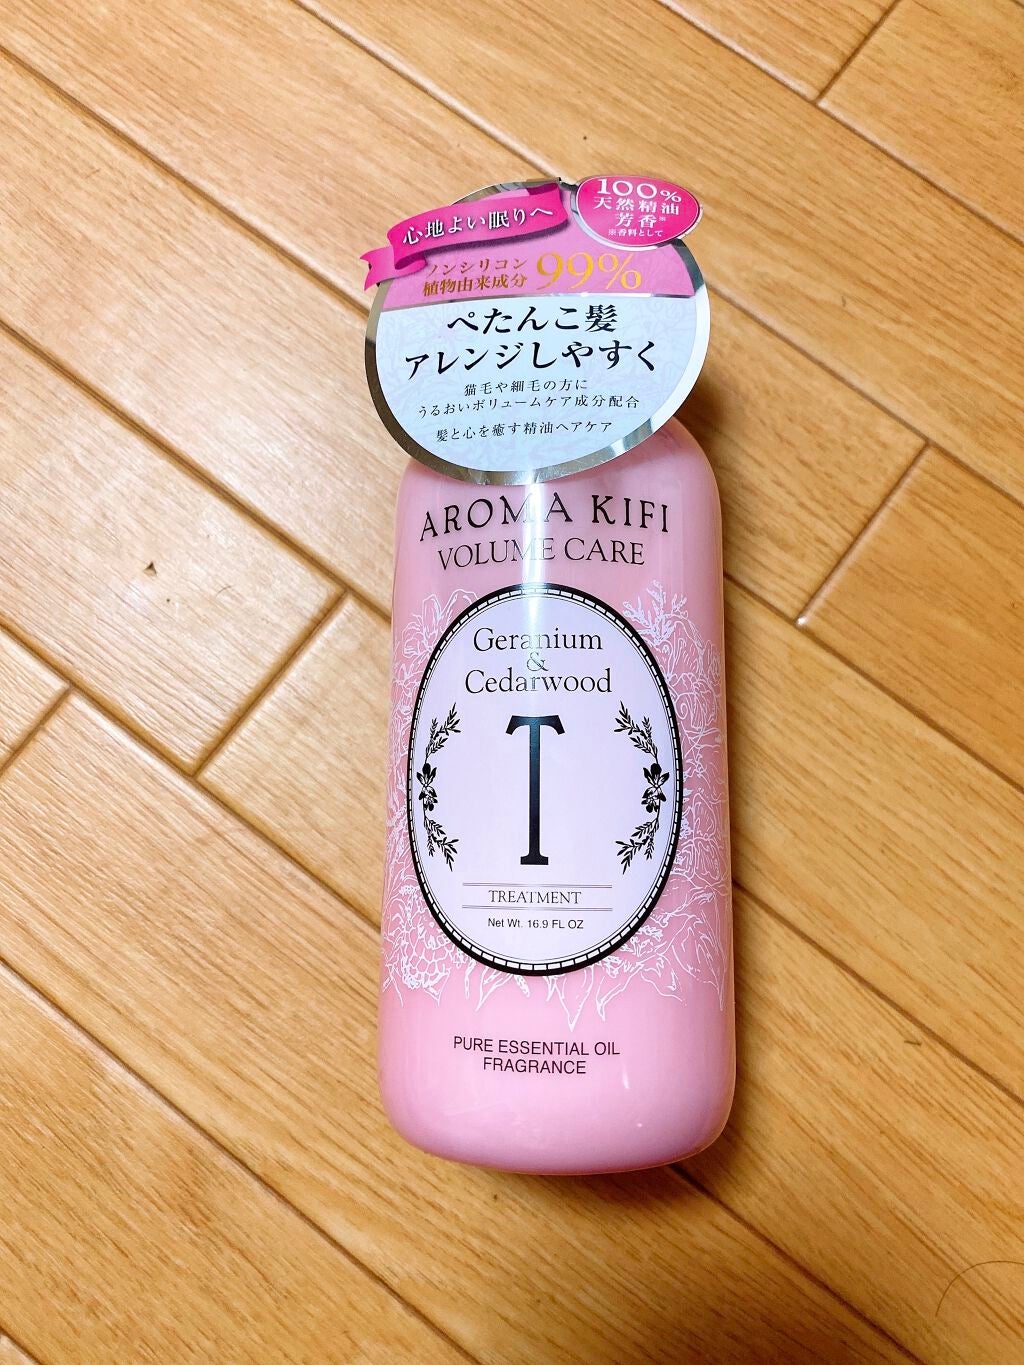 100%
天然精油
芳香※
※香料として
心地よい眠りへ
ノンシリコン
植物由来成分 99%
ぺたんこ髪
アレンジしやすく
猫毛や細毛の方に
うるおいボリュームケア成分配合
髪と心を癒す精油ヘアケア
AROMA KIFI
VOLUME CARE
Geranium
&
Cedarwood
T
TREATMENT
Net Wt. 16.9 FL OZ
PURE ESSENTIAL OIL
FRAGRANCE